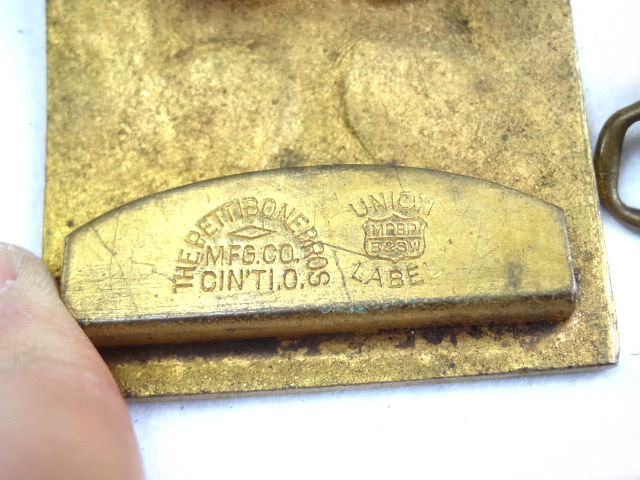 THE PETTIBONE BROS
MFG. CO.
CIN'TI. O.
UNION
MPBP
B&SW
LABEL